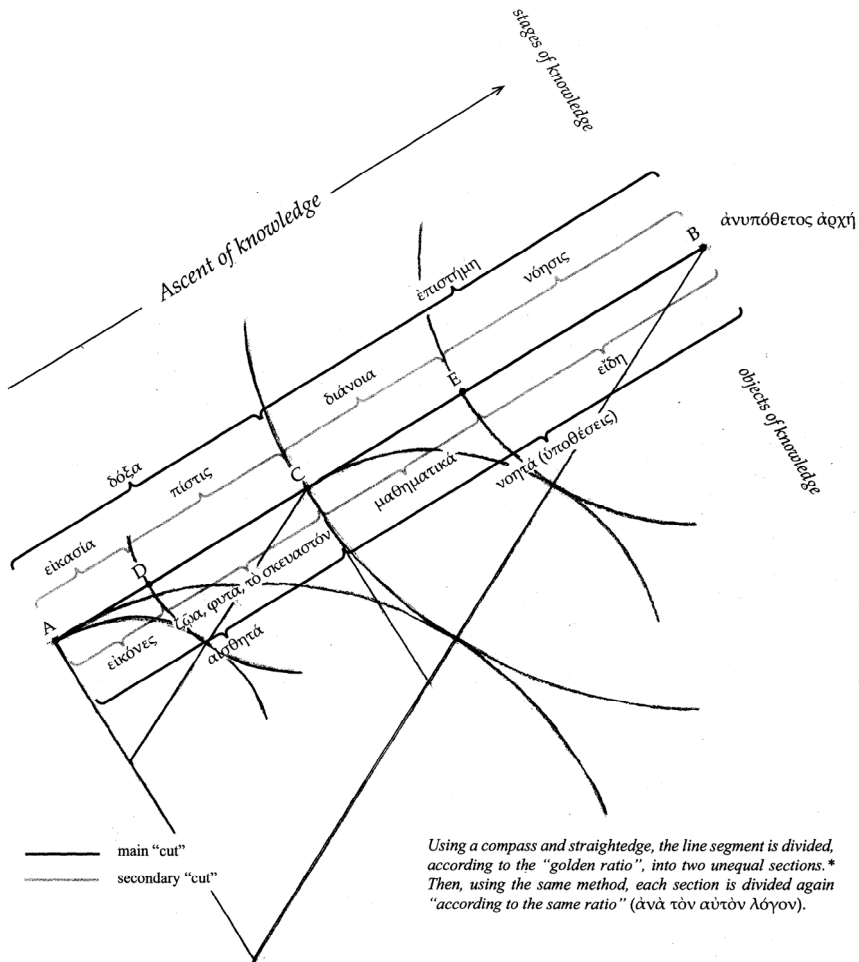 stages of knowledge
Ascent of knowledge
ἀνυπόθετος ἀρχή
B
νόησις
ἐπιστήμη
εἴδη
E
διάνοια
objects of knowledge
νοητά (ὑποθέσεις)
μαθηματικά
C
πίστις
δόξα
ζῷα, φυτά, τὸ σκευαστόν
D
εἰκασία
A
εἰκόνες
αἰσθητά
main “cut”
secondary “cut”
Using a compass and straightedge, the line segment is divided,
according to the “golden ratio”, into two unequal sections.*
Then, using the same method, each section is divided again
“according to the same ratio” (ἀνὰ τὸν αὐτὸν λόγον).